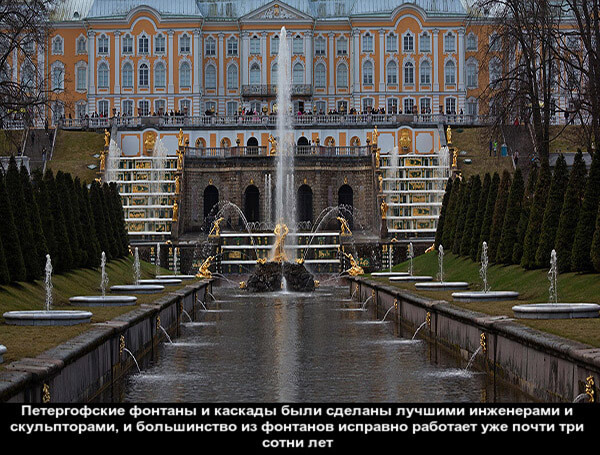 Петергофские фонтаны и каскады были сделаны лучшими инженерами и
скульпторами, и большинство из фонтанов исправно работает уже почти три
сотни лет